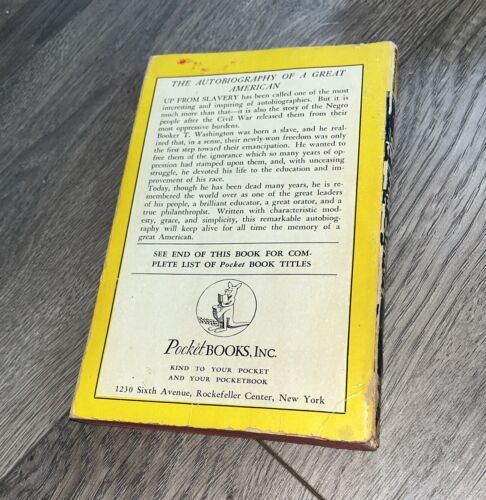 THE AUTOBIOGRAPHY OF A GREAT
AMERICAN
UP FROM SLAVERY has been called one of the most
interesting and inspiring of autobiographies. But it is
much more than that—it is also the story of the Negro
people after the Civil War released them from their
most oppressive burdens.
Booker T. Washington was born a slave, and he real-
ized that, in a sense, their newly-won freedom was only
the first step toward their emancipation. He wanted to
free them of the ignorance which so many years of op-
pression had stamped upon them, and, with unceasing
struggle, he devoted his life to the education and im-
provement of his race.
Today, though he has been dead many years, he is re-
membered the world over as one of the great leaders
of his people, a brilliant educator, a great orator, and a
true philanthropist. Written with characteristic mod-
esty, grace, and simplicity, this remarkable autobiogra-
phy will keep alive for all time the memory of a
great American.
SEE END OF THIS BOOK FOR COM-
PLETE LIST OF Pocket BOOK TITLES
Pocket BOOKS, INC.
KIND TO YOUR POCKET
AND YOUR POCKETBOOK
1230 Sixth Avenue, Rockefeller Center, New York